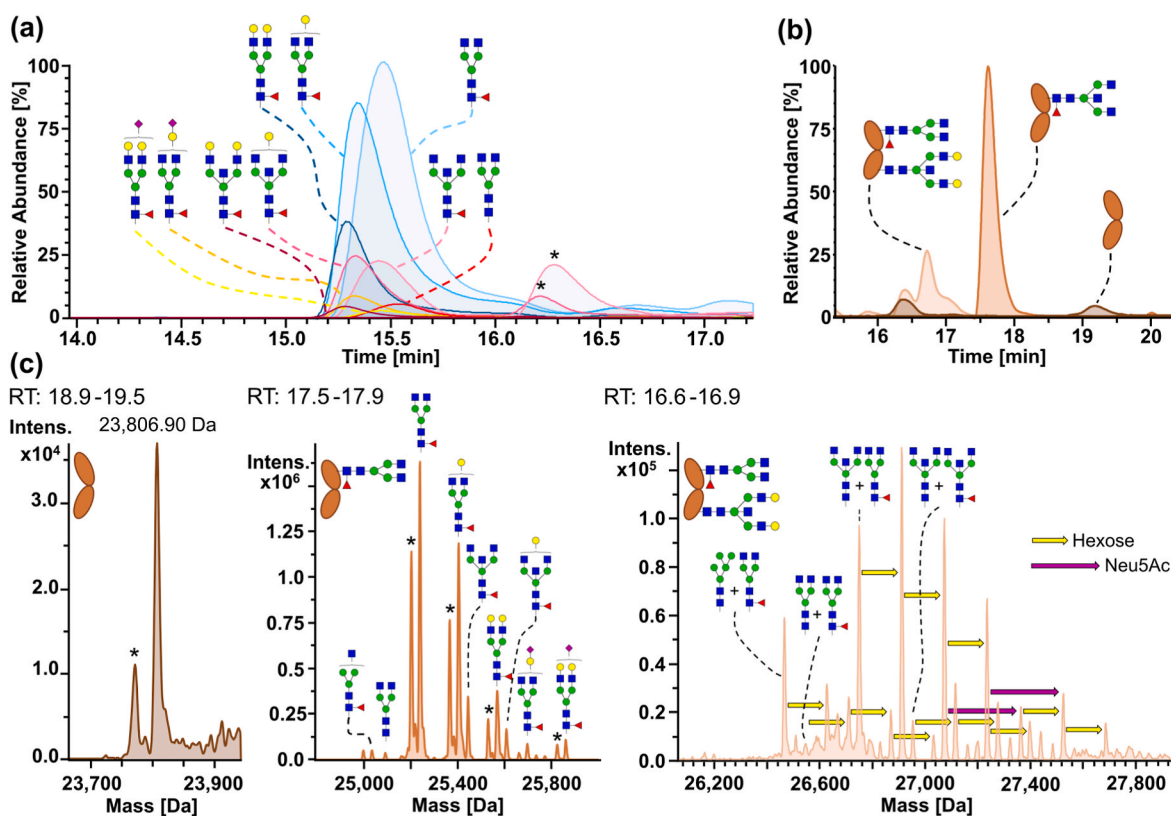 (a)
Relative Abundance [%]
100
75
50
25
0
14.0 14.5 15.0 15.5 16.0 16.5 17.0
Time [min]
*
*
(b)
Relative Abundance [%]
100
75
50
25
0
16 17 18 19 20
Time [min]
(c)
RT: 18.9-19.5
Intens.
x10⁴
23,806.90 Da
3.0
2.0
1.0
0.0
*
23,700 23,900
Mass [Da]
RT: 17.5-17.9
Intens.
x10⁶
1.25
1.0
0.75
0.5
0.25
0.0
*
*
*
*
25,000 25,400 25,800
Mass [Da]
RT: 16.6-16.9
Intens.
x10⁵
1.0
0.8
0.6
0.4
0.2
0.0
+
+
+
+
Hexose
Neu5Ac
26,200 26,600 27,000 27,400 27,800
Mass [Da]